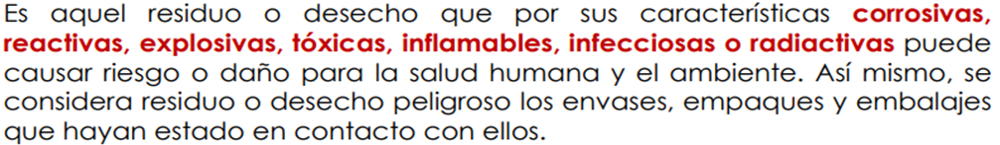 Es aquel residuo o desecho que por sus características corrosivas,
reactivas, explosivas, tóxicas, inflamables, infecciosas o radiactivas puede
causar riesgo o daño para la salud humana y el ambiente. Así mismo, se
considera residuo o desecho peligroso los envases, empaques y embalajes
que hayan estado en contacto con ellos.